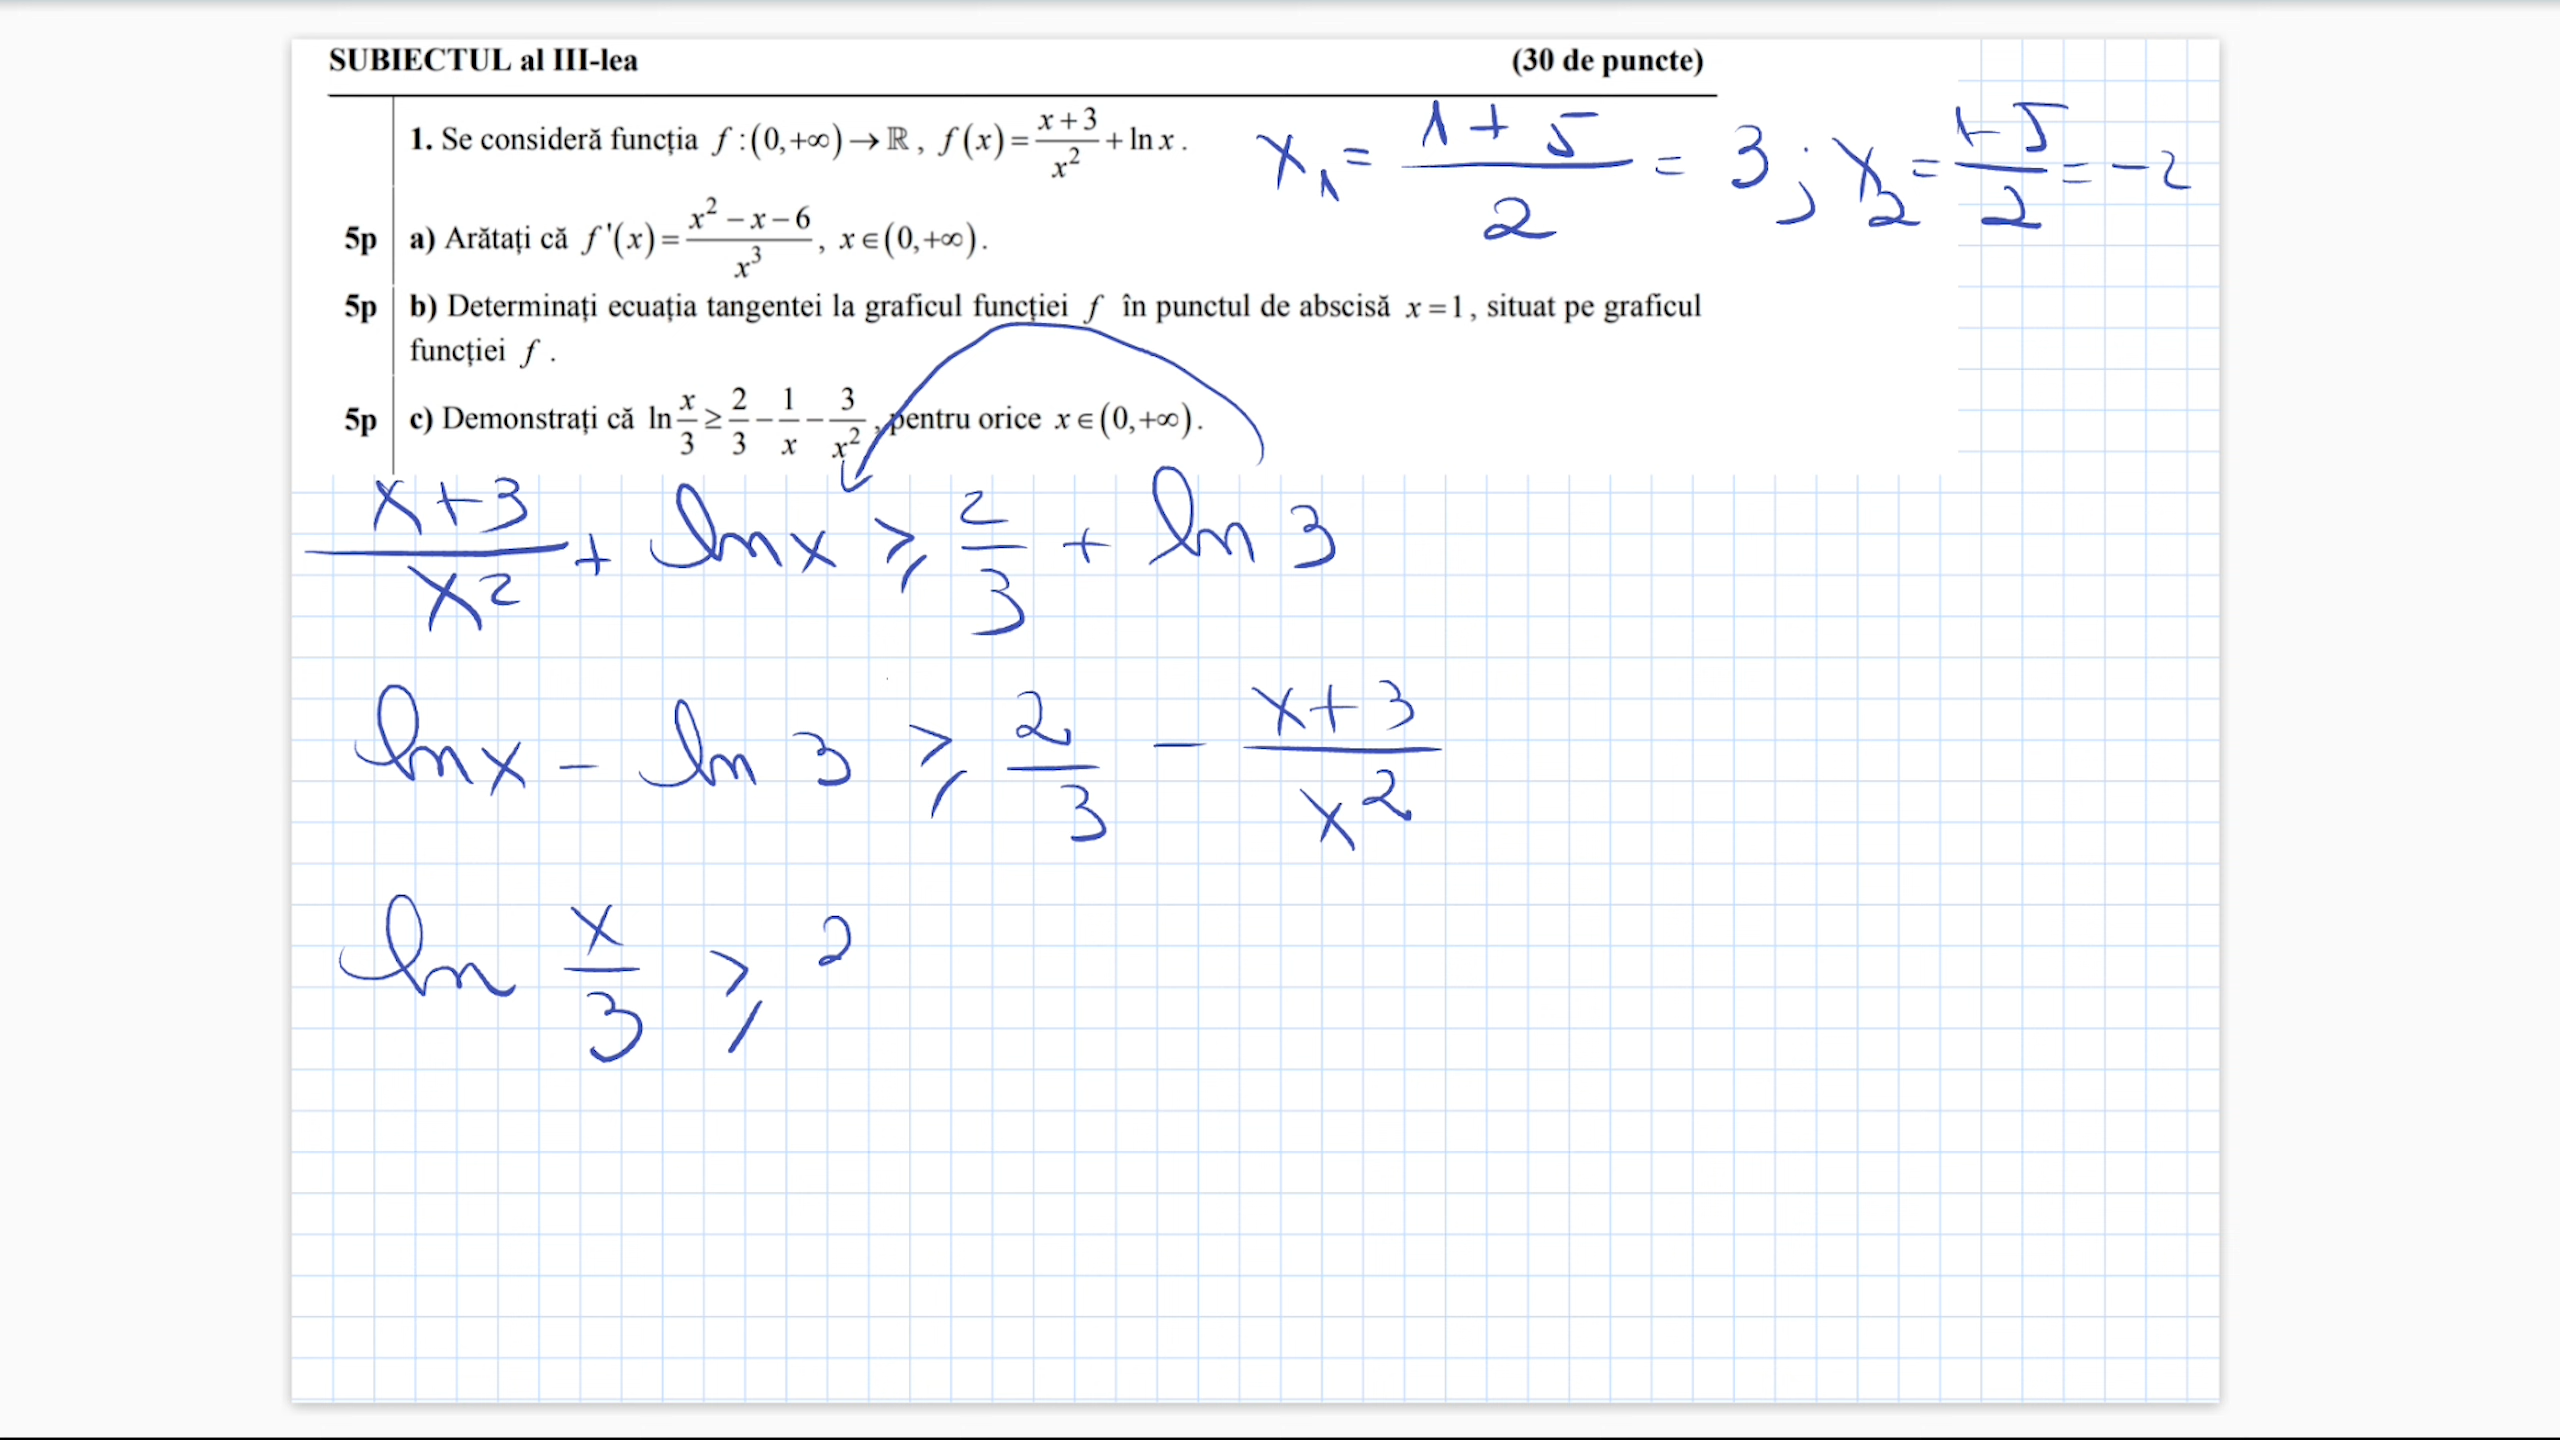 SUBIECTUL al III-lea (30 de puncte)
1. Se consideră funcția f:(0,+∞)→ℝ, f(x)=(x+3)/x²+ln x.
x₁ = (1+5)/2 = 3; x₂ = (1-5)/2 = -2
5p a) Arătați că f'(x)=(x²-x-6)/x³, x∈(0,+∞).
5p b) Determinați ecuația tangentei la graficul funcției f în punctul de abscisă x=1, situat pe graficul
funcției f.
5p c) Demonstrați că ln x/3 ≥ 2/3 - 1/x - 3/x², pentru orice x∈(0,+∞).
(x+3)/x² + ln x ≥ 2/3 + ln 3
ln x - ln 3 ≥ 2/3 - (x+3)/x²
ln x/3 ≥ 2